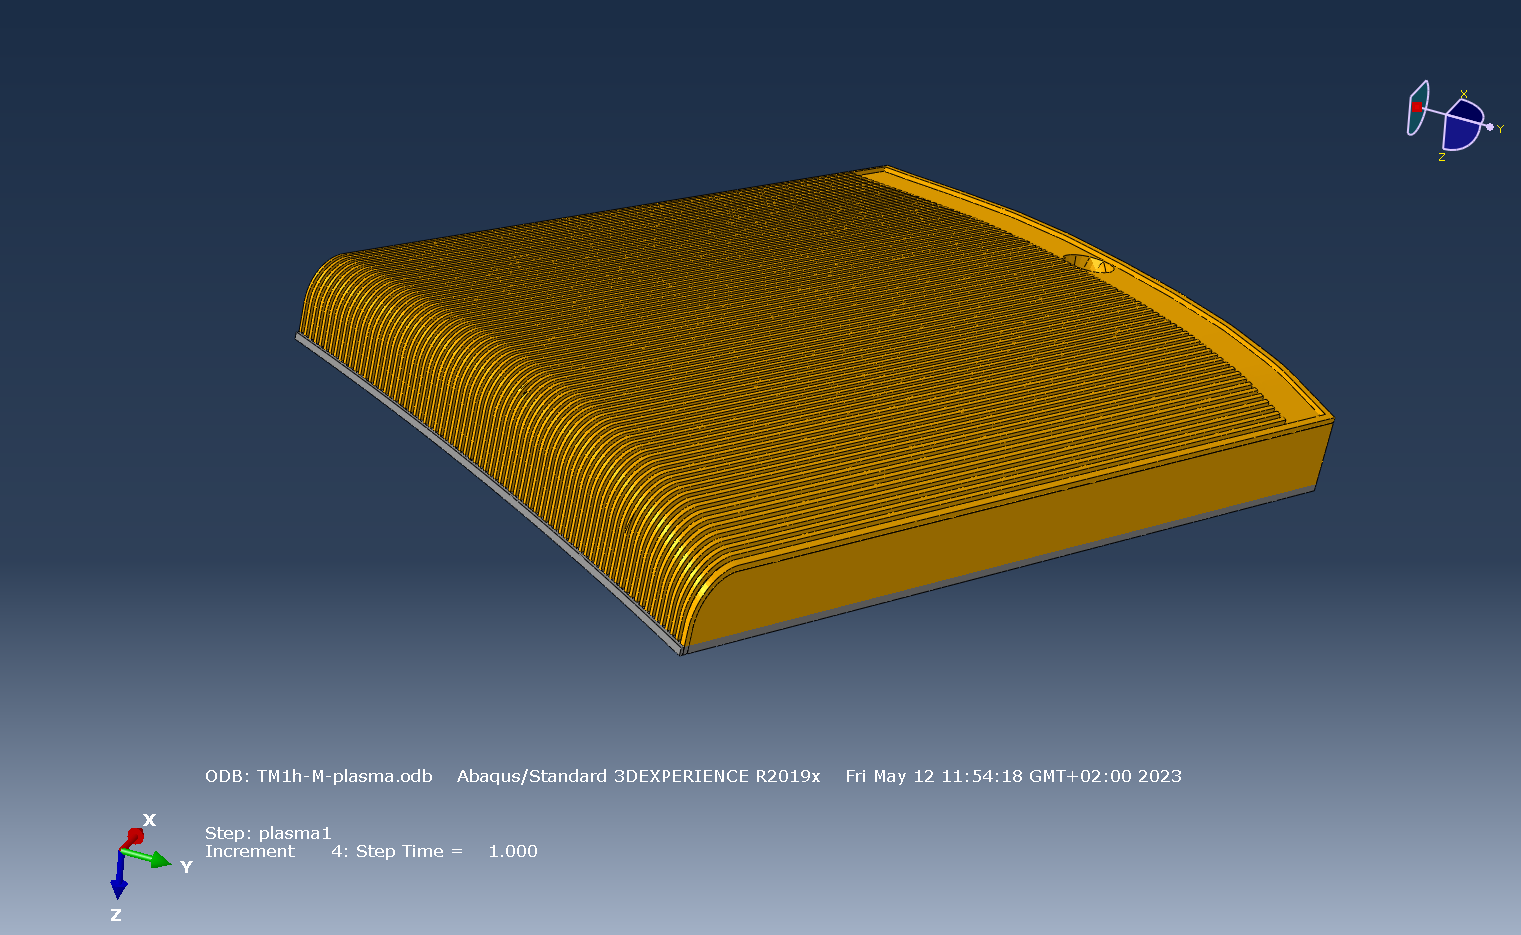 X
Y
Z
ODB: TM1h-M-plasma.odb Abaqus/Standard 3DEXPERIENCE R2019x Fri May 12 11:54:18 GMT+02:00 2023
Step: plasma1
Increment 4: Step Time = 1.000
X
Y
Z